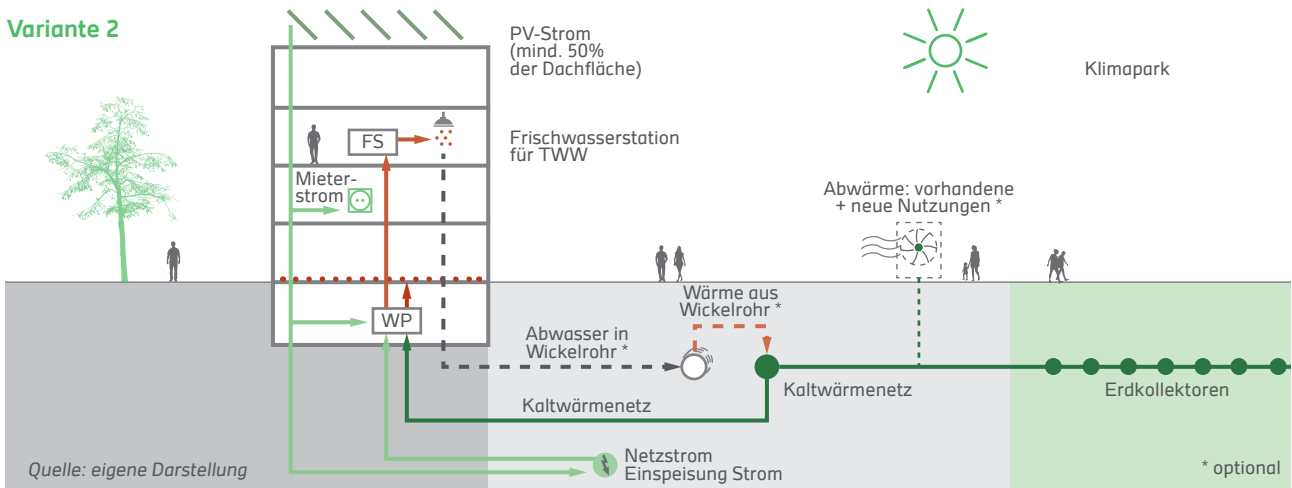 Variante 2
PV-Strom
(mind. 50%
der Dachfläche)
Klimapark
FS
Frischwasserstation
für TWW
Mieter-
strom
Abwärme: vorhandene
+ neue Nutzungen *
WP
Wärme aus
Wickelrohr *
Abwasser in
Wickelrohr *
Kaltwärmenetz
Erdkollektoren
Kaltwärmenetz
Netzstrom
Einspeisung Strom
Quelle: eigene Darstellung
* optional